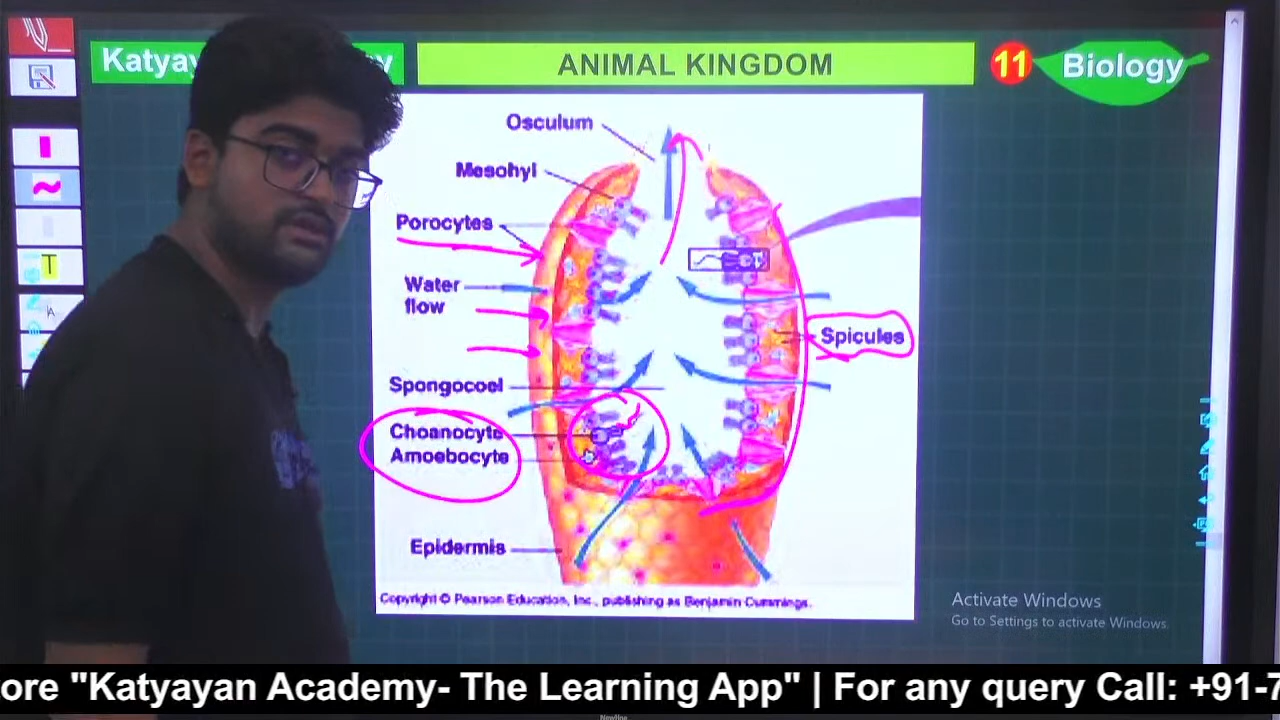 Katyay
y
ANIMAL KINGDOM
11
Biology
Osculum
Mesohyl
Porocytes
Water
flow
Spicules
Spongocoel
Choanocyte
Amoebocyte
Epidermis
Copyright © Pearson Education, Inc., publishing as Benjamin Cummings.
T
A
Activate Windows
Go to Settings to activate Windows.
ore "Katyayan Academy- The Learning App" | For any query Call: +91-7
Newline